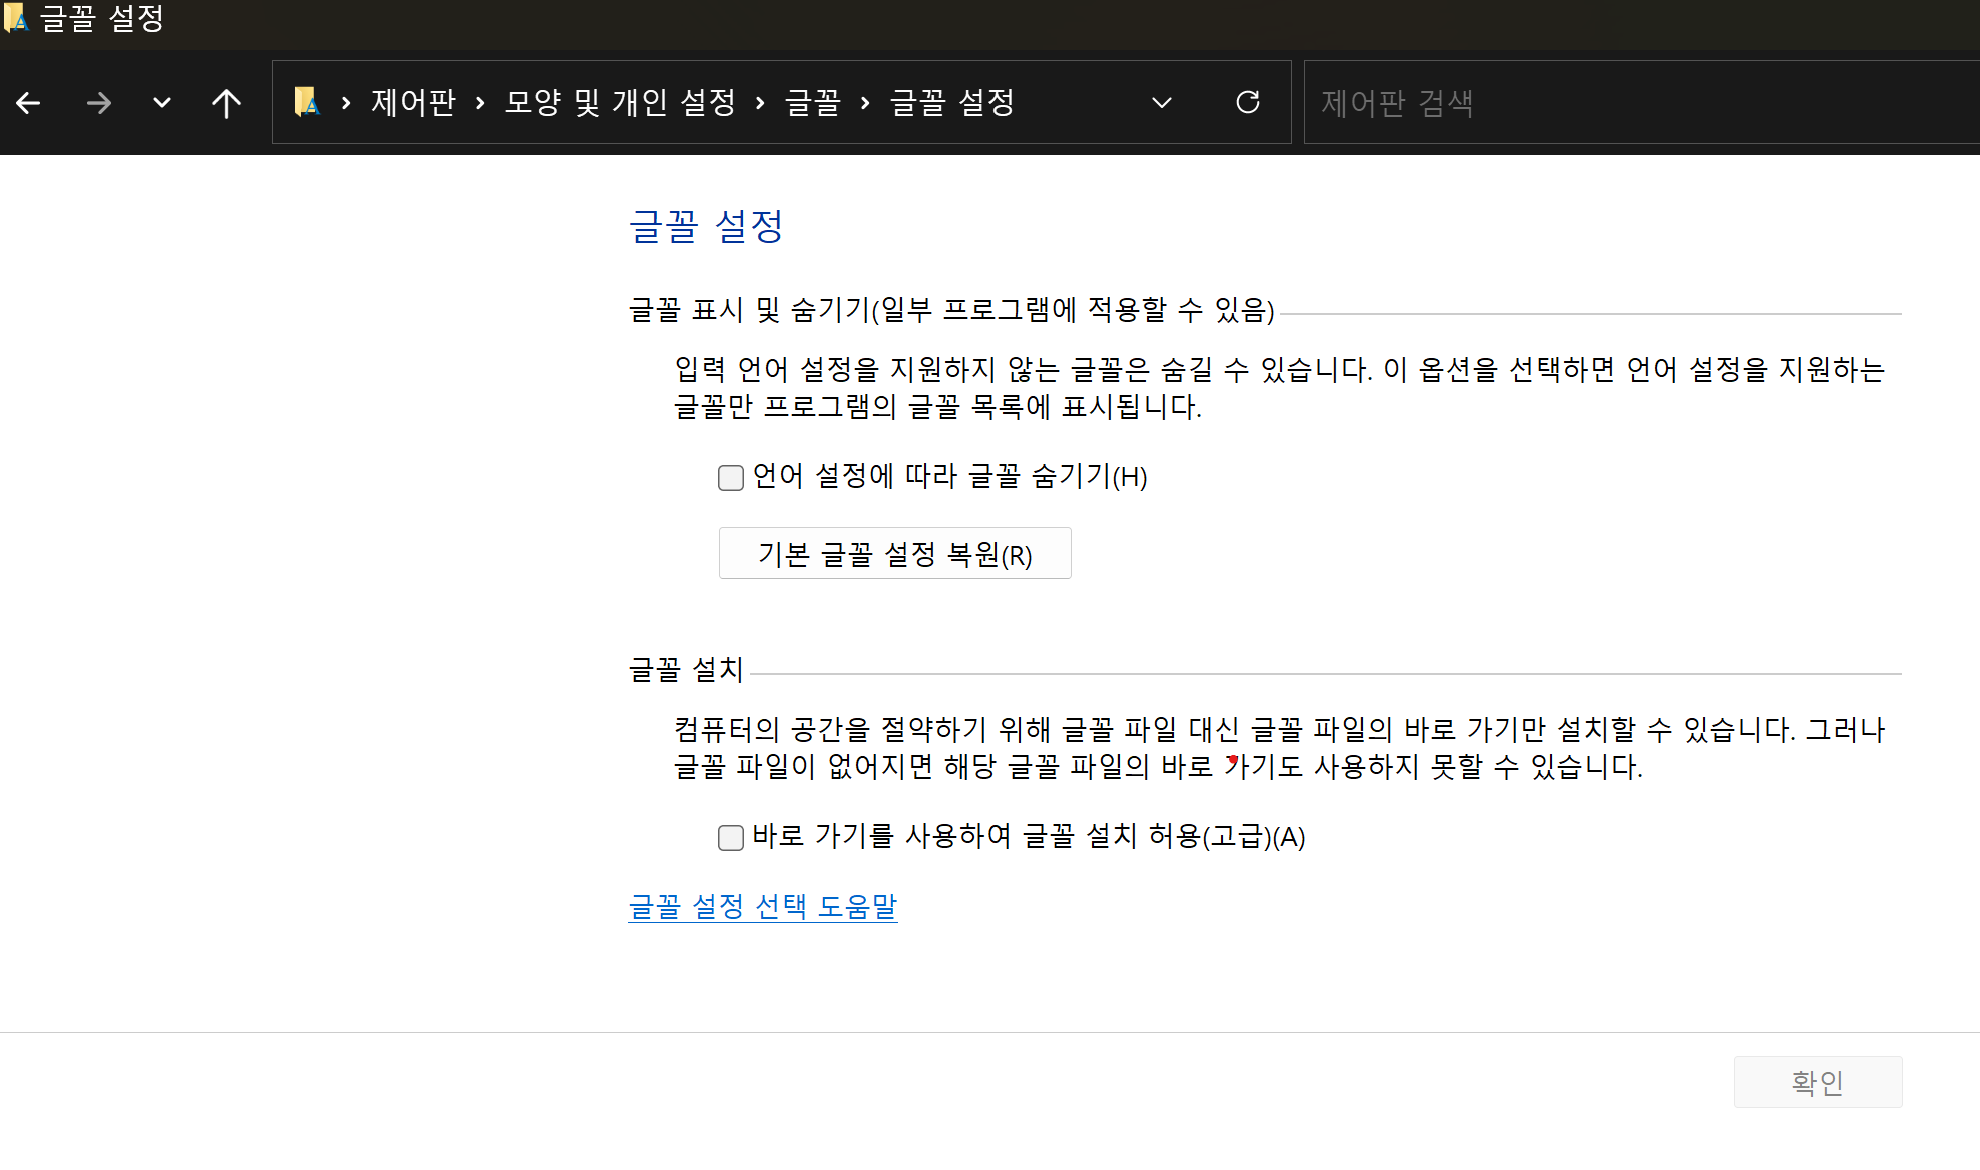 글꼴 설정
제어판 › 모양 및 개인 설정 › 글꼴 › 글꼴 설정
제어판 검색
글꼴 설정
글꼴 표시 및 숨기기(일부 프로그램에 적용할 수 있음)
입력 언어 설정을 지원하지 않는 글꼴은 숨길 수 있습니다. 이 옵션을 선택하면 언어 설정을 지원하는
글꼴만 프로그램의 글꼴 목록에 표시됩니다.
언어 설정에 따라 글꼴 숨기기(H)
기본 글꼴 설정 복원(R)
글꼴 설치
컴퓨터의 공간을 절약하기 위해 글꼴 파일 대신 글꼴 파일의 바로 가기만 설치할 수 있습니다. 그러나
글꼴 파일이 없어지면 해당 글꼴 파일의 바로 가기도 사용하지 못할 수 있습니다.
바로 가기를 사용하여 글꼴 설치 허용(고급)(A)
글꼴 설정 선택 도움말
확인